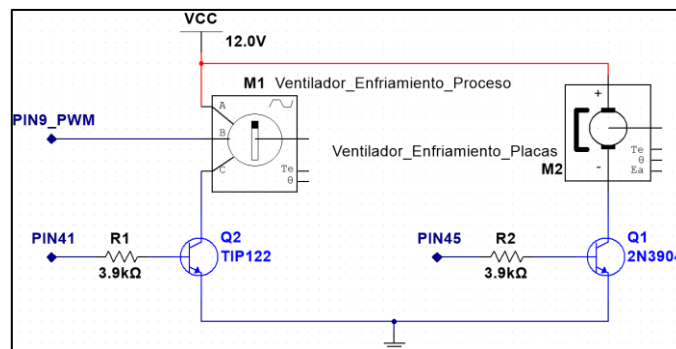 VCC
12.0V
M1 Ventilador_Enfriamiento_Proceso
A
B
C
Te
θ
PIN9_PWM
+
Ventilador_Enfriamiento_Placas
M2
-
Te
θ
Ea
PIN41
R1
3.9kΩ
Q2
TIP122
PIN45
R2
3.9kΩ
Q1
2N3904